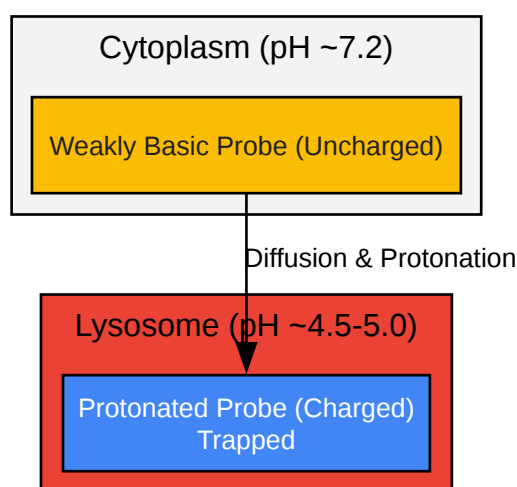 Cytoplasm (pH ~7.2)
Weakly Basic Probe (Uncharged)
Diffusion & Protonation
Lysosome (pH ~4.5-5.0)
Protonated Probe (Charged)
Trapped